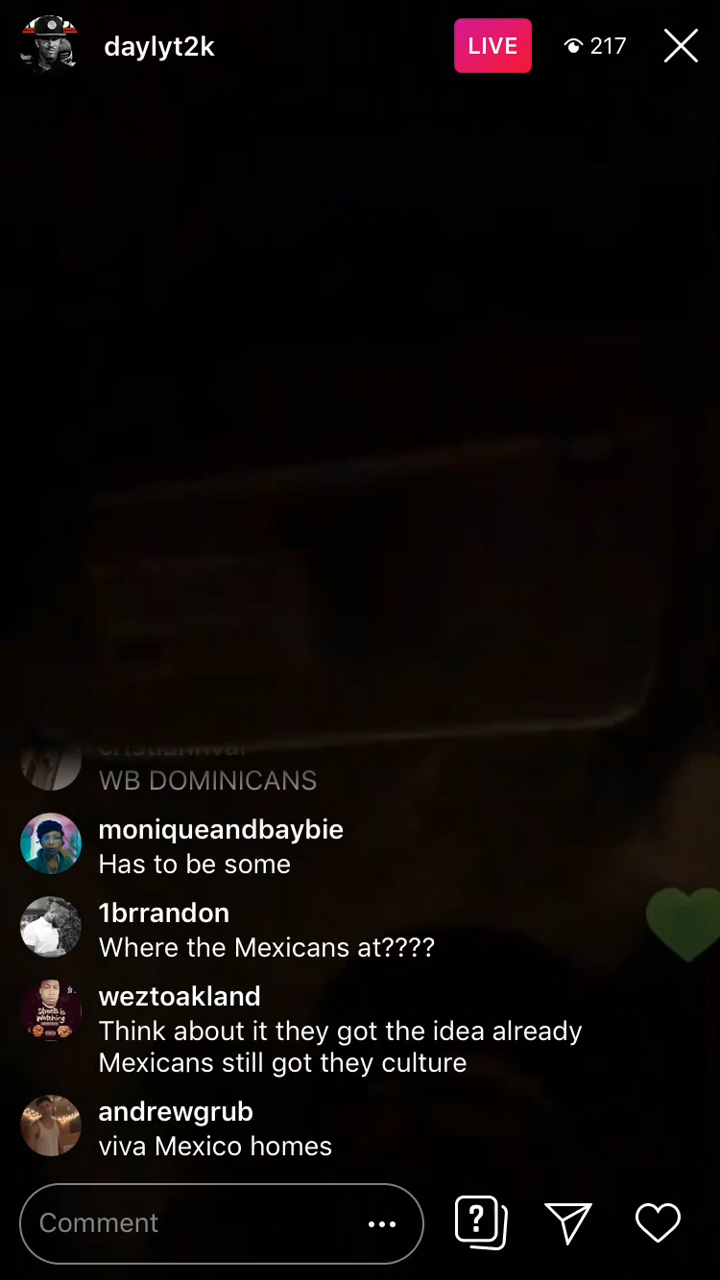 daylyt2k
LIVE
217
WB DOMINICANS
moniqueandbaybie
Has to be some
1brrandon
Where the Mexicans at????
weztoakland
Think about it they got the idea already
Mexicans still got they culture
andrewgrub
viva Mexico homes
Comment